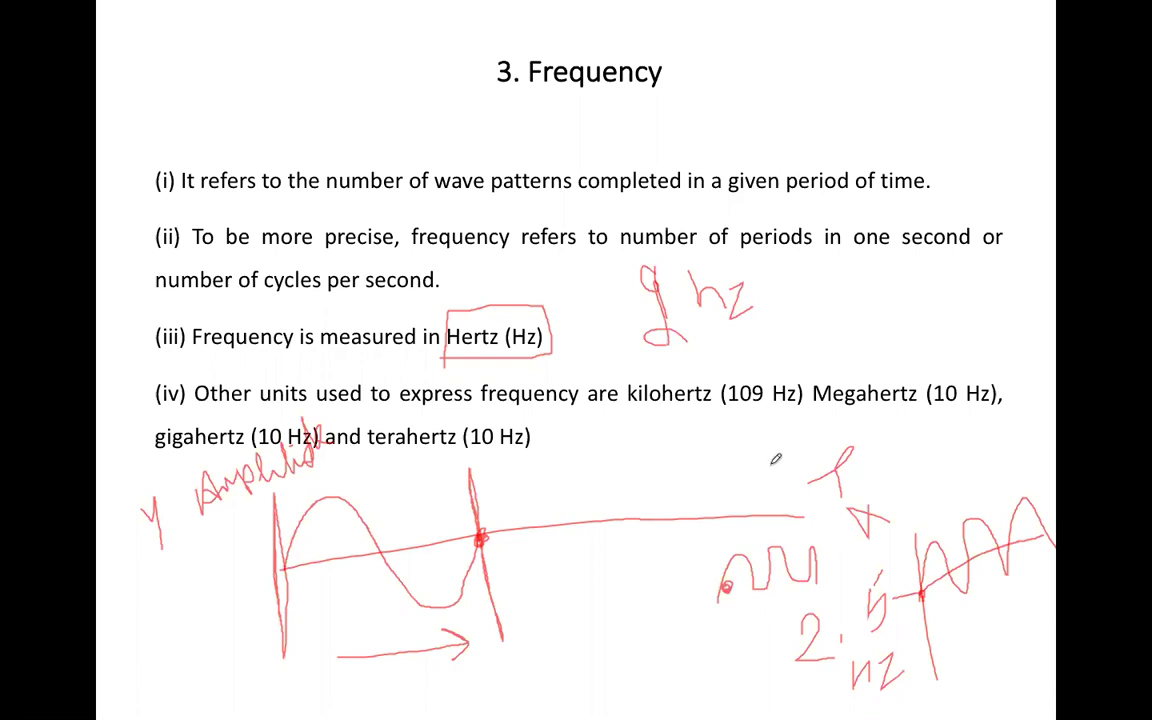 3. Frequency
(i) It refers to the number of wave patterns completed in a given period of time.
(ii) To be more precise, frequency refers to number of periods in one second or
number of cycles per second.
hz
(iii) Frequency is measured in Hertz (Hz)
(iv) Other units used to express frequency are kilohertz (109 Hz) Megahertz (10 Hz),
gigahertz (10 Hz) and terahertz (10 Hz)
Y
x
2.5
HZ